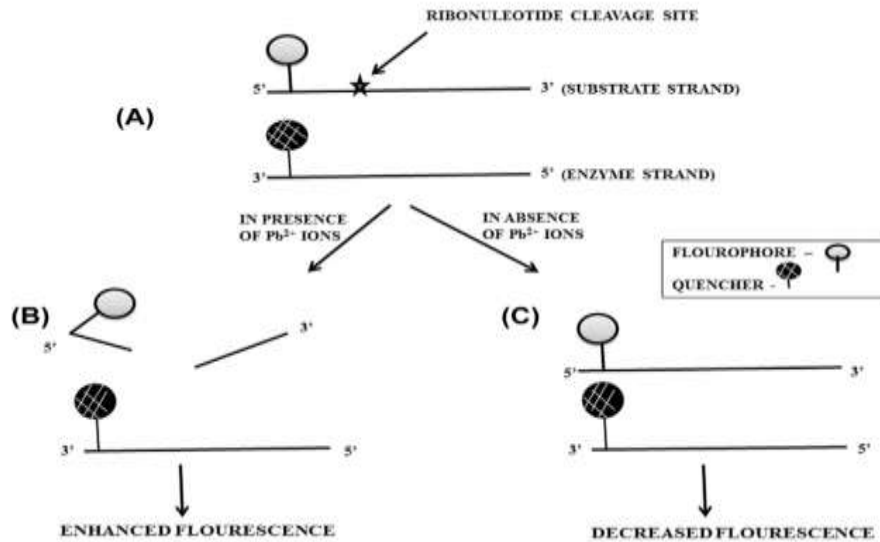 RIBONULEOTIDE CLEAVAGE SITE
5'
3' (SUBSTRATE STRAND)
(A)
3'
5' (ENZYME STRAND)
IN PRESENCE
OF Pb²⁺ IONS
IN ABSENCE
OF Pb²⁺ IONS
FLOUROPHORE –
QUENCHER -
(B)
5'
3'
3'
5'
ENHANCED FLOURESCENCE
(C)
5'
3'
3'
5'
DECREASED FLOURESCENCE